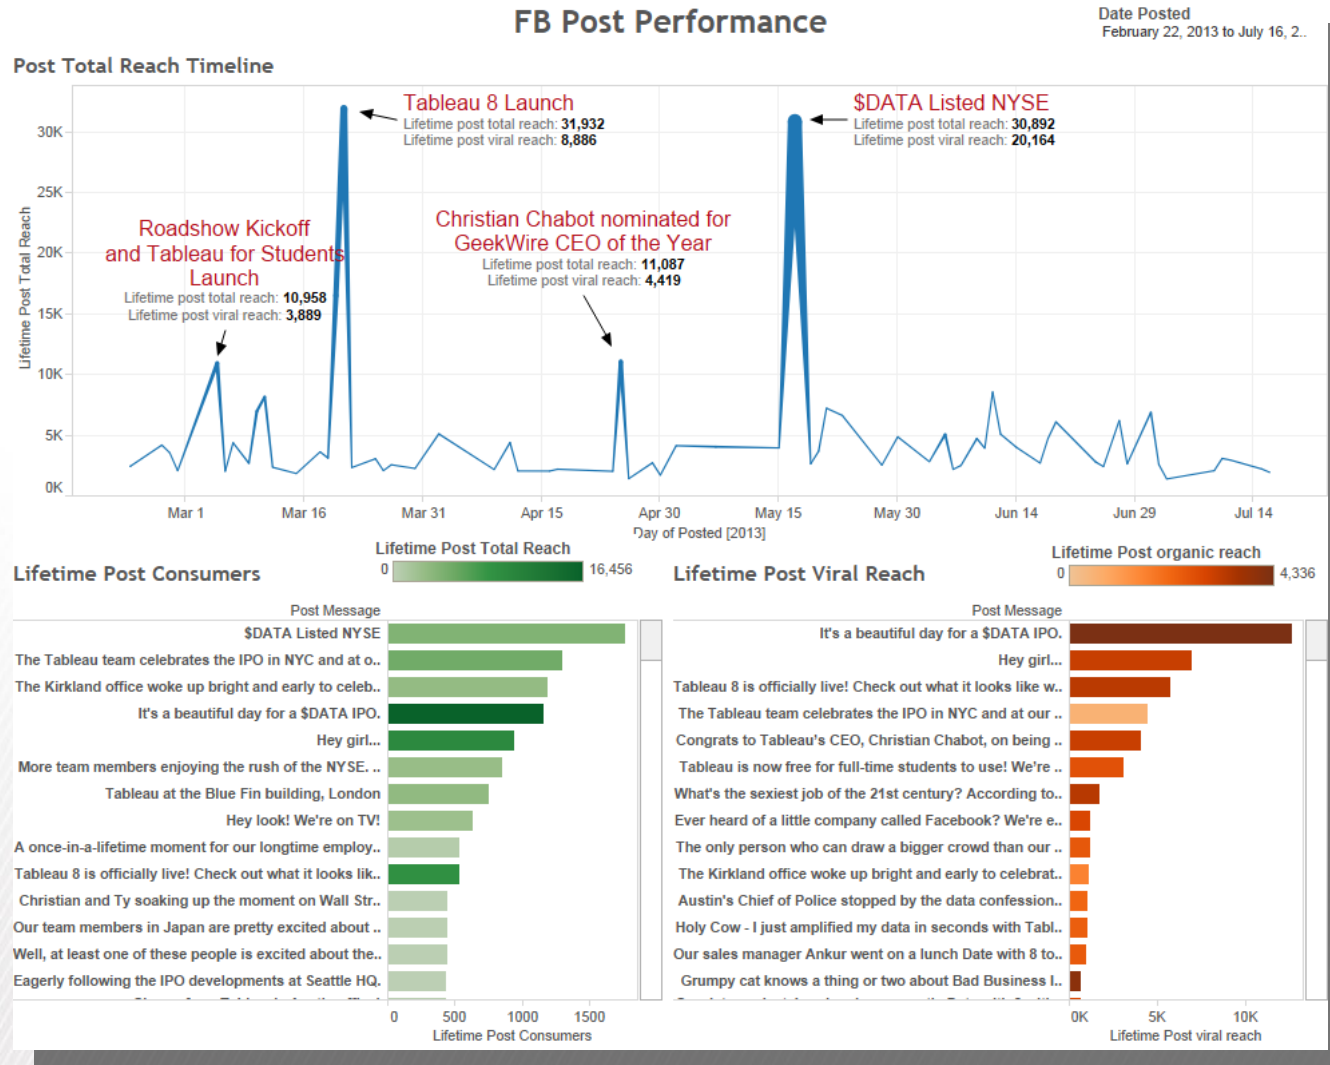 FB Post Performance
Date Posted
February 22, 2013 to July 16, 2..
Post Total Reach Timeline
Tableau 8 Launch
Lifetime post total reach: 31,932
Lifetime post viral reach: 8,886
$DATA Listed NYSE
Lifetime post total reach: 30,892
Lifetime post viral reach: 20,164
Roadshow Kickoff
and Tableau for Students
Launch
Lifetime post total reach: 10,958
Lifetime post viral reach: 3,889
Christian Chabot nominated for
GeekWire CEO of the Year
Lifetime post total reach: 11,087
Lifetime post viral reach: 4,419
Lifetime Post Total Reach
30K
25K
20K
15K
10K
5K
0K
Mar 1
Mar 16
Mar 31
Apr 15
Apr 30
May 15
May 30
Jun 14
Jun 29
Jul 14
Day of Posted [2013]
Lifetime Post Consumers
Lifetime Post Total Reach
0
16,456
Post Message
$DATA Listed NYSE
The Tableau team celebrates the IPO in NYC and at o..
The Kirkland office woke up bright and early to celeb..
It's a beautiful day for a $DATA IPO.
Hey girl...
More team members enjoying the rush of the NYSE. ..
Tableau at the Blue Fin building, London
Hey look! We're on TV!
A once-in-a-lifetime moment for our longtime employ..
Tableau 8 is officially live! Check out what it looks lik..
Christian and Ty soaking up the moment on Wall Str..
Our team members in Japan are pretty excited about ..
Well, at least one of these people is excited about the..
Eagerly following the IPO developments at Seattle HQ.
0
500
1000
1500
Lifetime Post Consumers
Lifetime Post Viral Reach
Lifetime Post organic reach
0
4,336
Post Message
It's a beautiful day for a $DATA IPO.
Hey girl...
Tableau 8 is officially live! Check out what it looks like w..
The Tableau team celebrates the IPO in NYC and at our ..
Congrats to Tableau's CEO, Christian Chabot, on being ..
Tableau is now free for full-time students to use! We're ..
What's the sexiest job of the 21st century? According to..
Ever heard of a little company called Facebook? We're e..
The only person who can draw a bigger crowd than our ..
The Kirkland office woke up bright and early to celebrat..
Austin's Chief of Police stopped by the data confession..
Holy Cow - I just amplified my data in seconds with Tabl..
Our sales manager Ankur went on a lunch Date with 8 to..
Grumpy cat knows a thing or two about Bad Business I..
0K
5K
10K
Lifetime Post viral reach